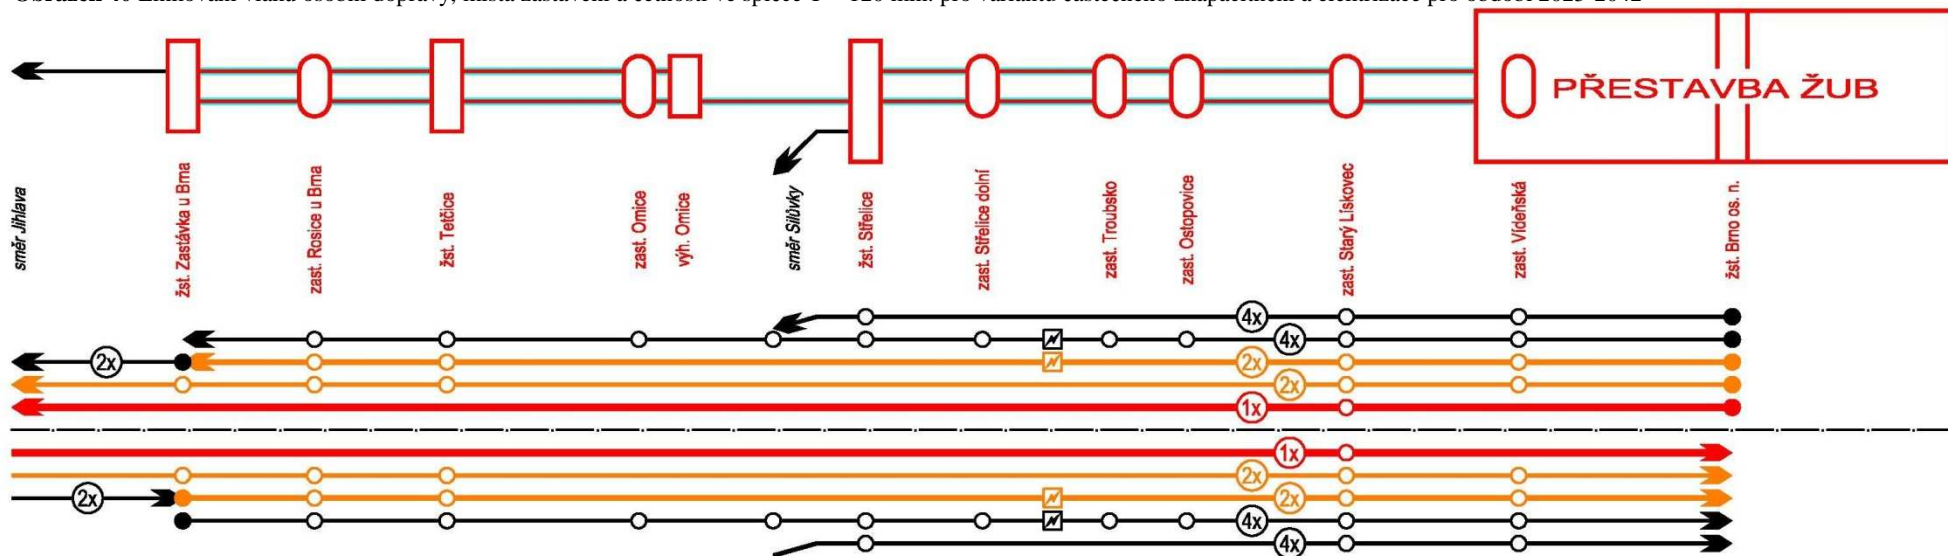 PŘESTAVBA ŽUB
směr Jihlava
žst. Zastávka u Brna
zast. Rosice u Brna
žst. Tetčice
zast. Omice
výh. Omice
směr Silůvky
žst. Střelice
zast. Střelice dolní
zast. Troubsko
zast. Ostopovice
zast. Starý Lískovec
zast. Vídeňská
žst. Brno os. n.
4x
4x
2x
2x
2x
1x
1x
2x
2x
2x
4x
4x